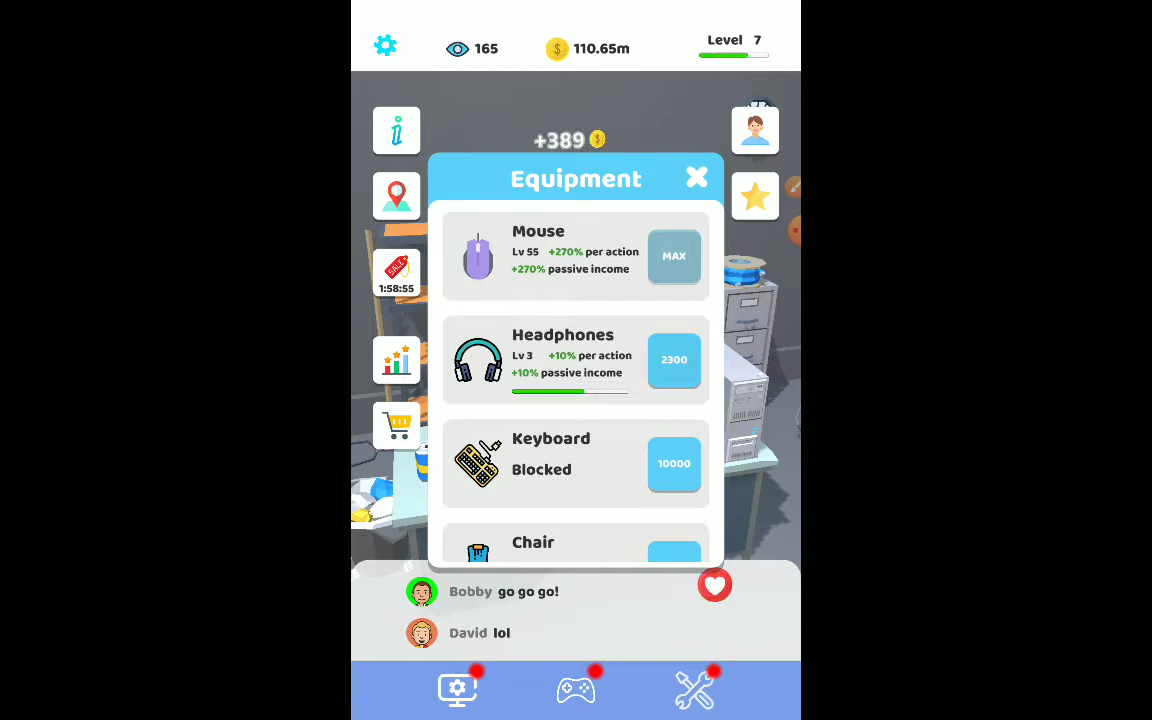 165
110.65m
Level 7
+389
Equipment
SALE
1:58:55
Mouse
Lv 55 +270% per action
+270% passive income
MAX
Headphones
Lv 3 +10% per action
+10% passive income
2300
Keyboard
Blocked
10000
Chair
Bobby go go go!
David lol